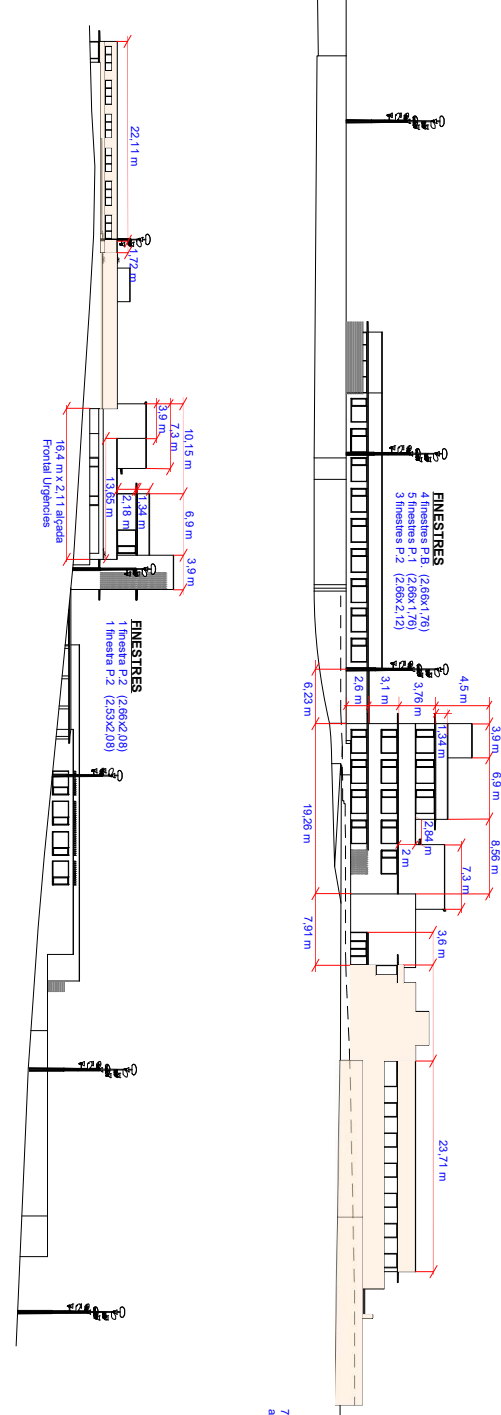 FINESTRES
4 finestres P.B. (2,66x1,76)
5 finestres P.1 (2,66x1,76)
3 finestres P.2 (2,66x2,12)
6,23 m
2,6 m
3,1 m
3,76 m
4,5 m
1,34 m
3,9 m
6,9 m
8,56 m
2,84 m
2 m
7,3 m
19,26 m
7,91 m
3,6 m
23,71 m
7
a
22,11 m
1,72 m
3,9 m
7,3 m
10,15 m
13,65 m
2,18 m
1,34 m
6,9 m
3,9 m
16,4 m x 2,11 alçada
Frontal Urgències
FINESTRES
1 finestra P.2 (2,66x2,08)
1 finestra P.2 (2,53x2,08)